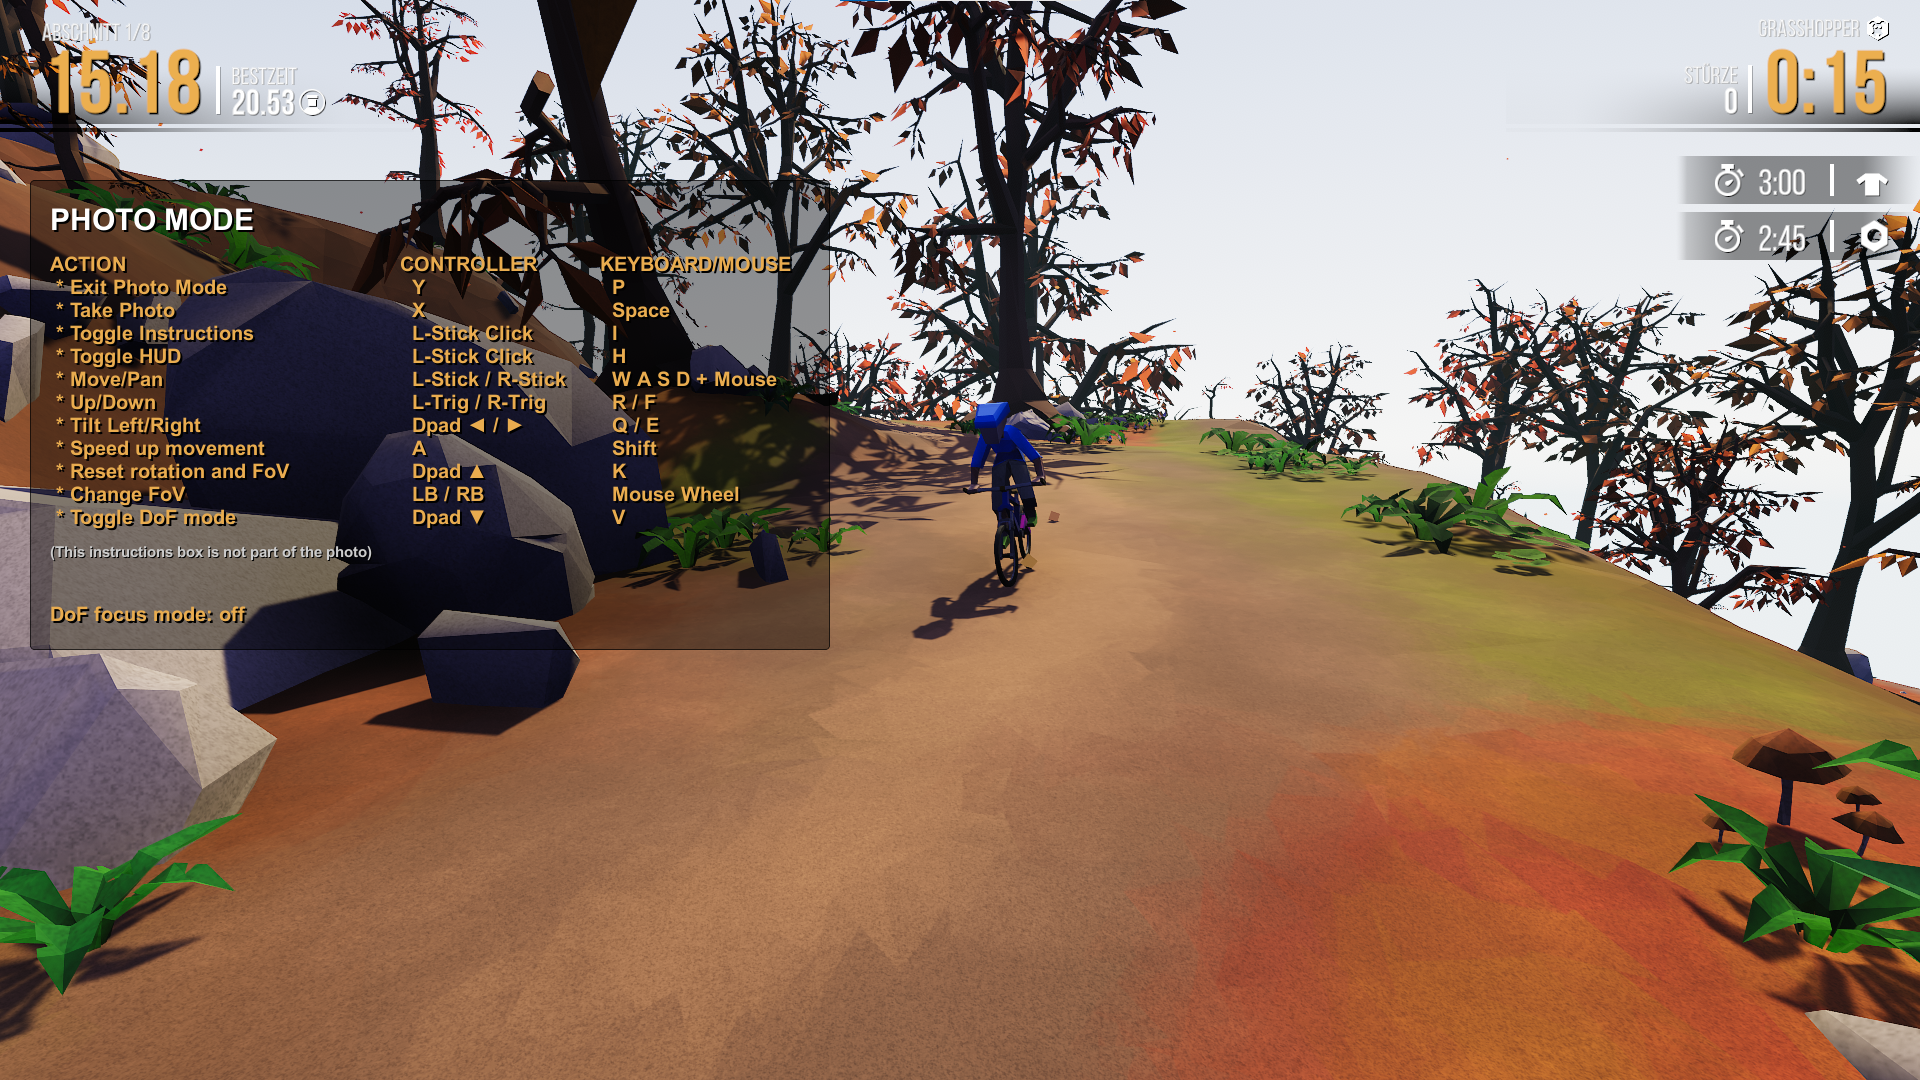 ABSCHNITT 1/8
15.18
BESTZEIT
20.53
GRASSHOPPER
STÜRZE
0
0:15
3:00
2:45
PHOTO MODE
ACTION CONTROLLER KEYBOARD/MOUSE
* Exit Photo Mode Y P
* Take Photo X Space
* Toggle Instructions L-Stick Click I
* Toggle HUD L-Stick Click H
* Move/Pan L-Stick / R-Stick W A S D + Mouse
* Up/Down L-Trig / R-Trig R / F
* Tilt Left/Right Dpad ◄ / ► Q / E
* Speed up movement A Shift
* Reset rotation and FoV Dpad ▲ K
* Change FoV LB / RB Mouse Wheel
* Toggle DoF mode Dpad ▼ V
(This instructions box is not part of the photo)
DoF focus mode: off